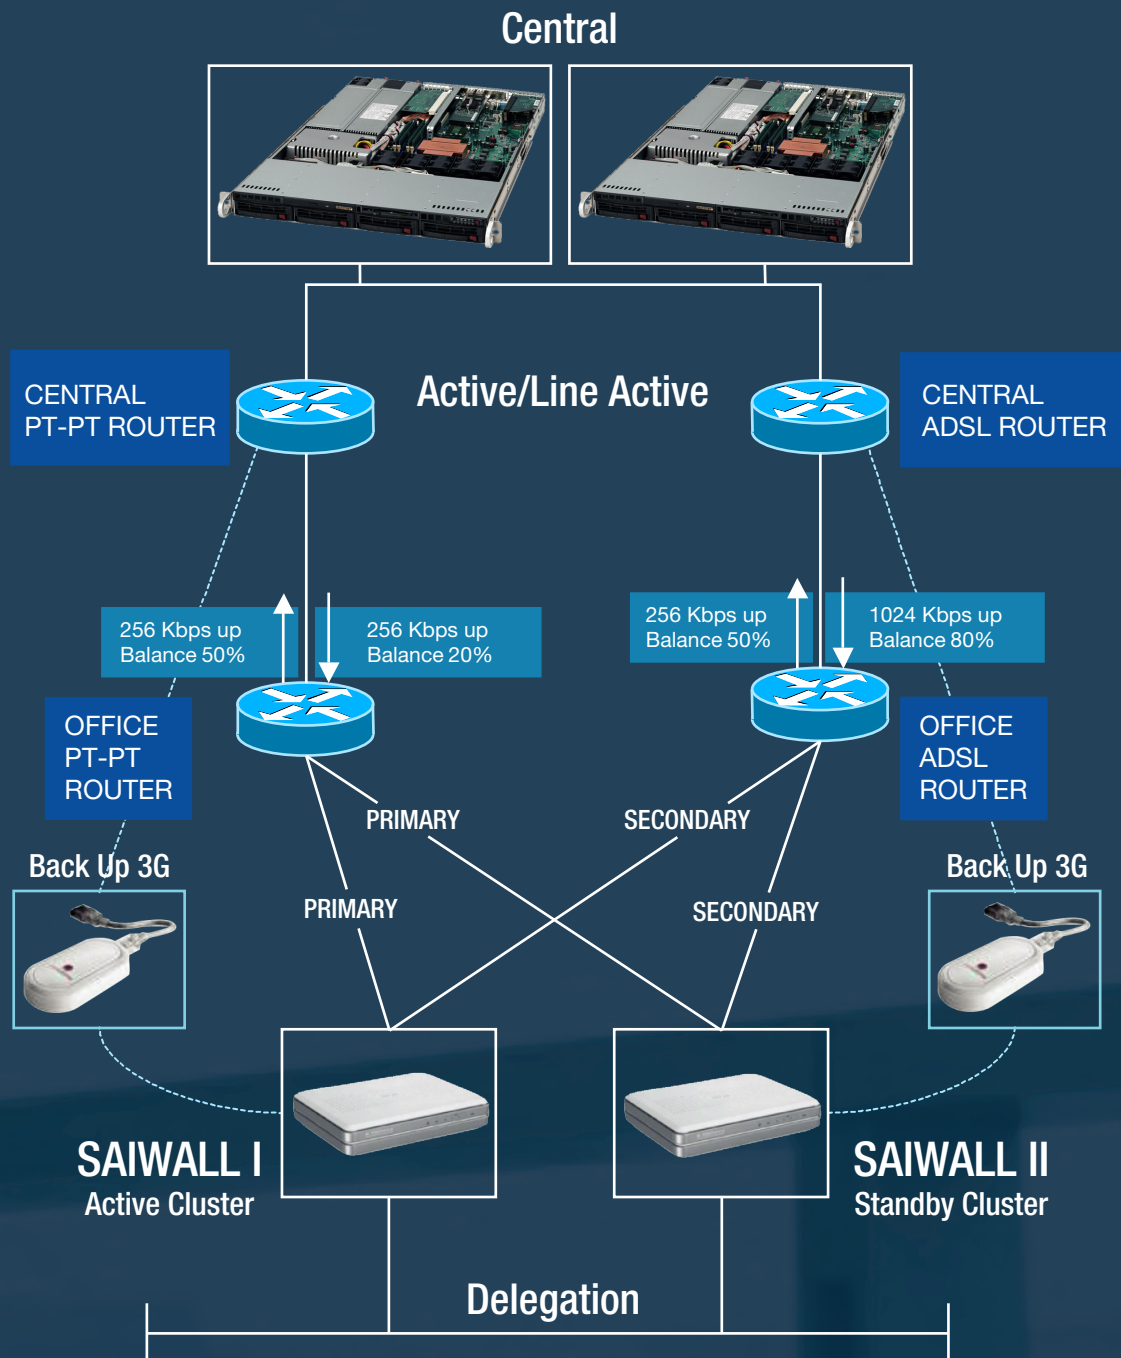 Central
CENTRAL
PT-PT ROUTER
Active/Line Active
CENTRAL
ADSL ROUTER
256 Kbps up
Balance 50%
256 Kbps up
Balance 20%
256 Kbps up
Balance 50%
1024 Kbps up
Balance 80%
OFFICE
PT-PT
ROUTER
OFFICE
ADSL
ROUTER
PRIMARY
SECONDARY
Back Up 3G
Back Up 3G
PRIMARY
SECONDARY
SAIWALL I
Active Cluster
SAIWALL II
Standby Cluster
Delegation